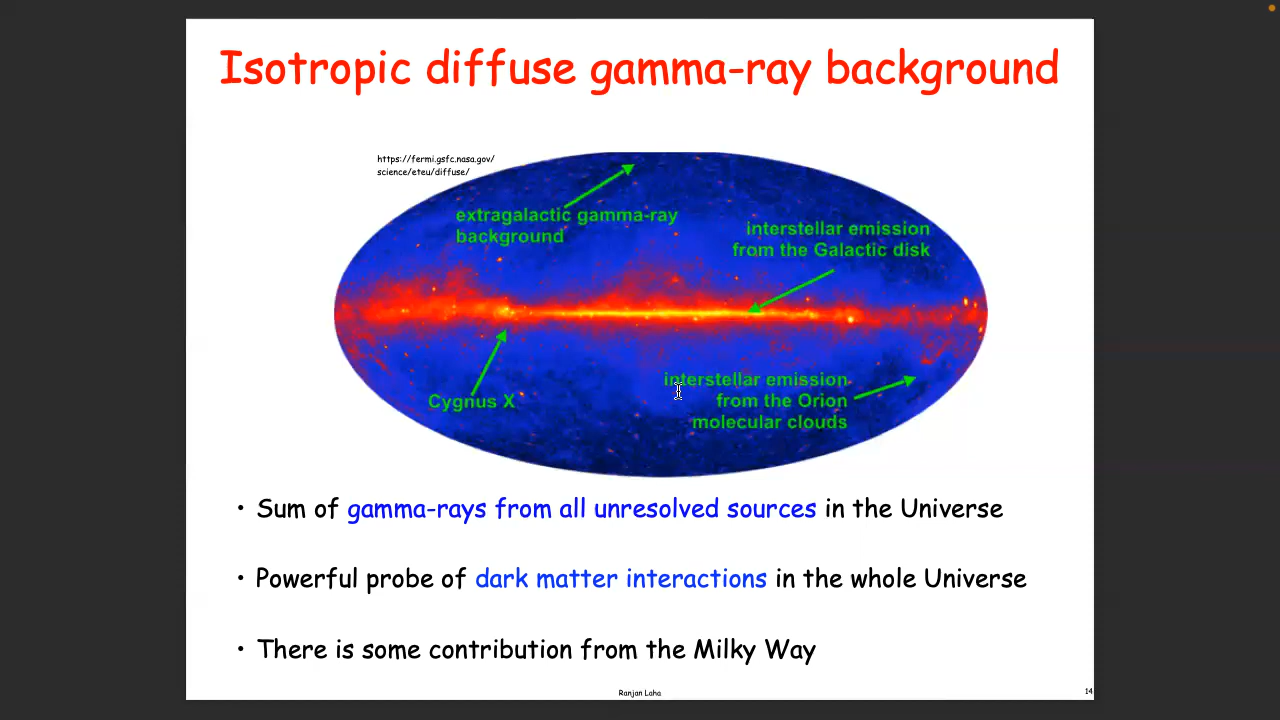 Isotropic diffuse gamma-ray background
https://fermi.gsfc.nasa.gov/
science/eteu/diffuse/
extragalactic gamma-ray
background
interstellar emission
from the Galactic disk
Cygnus X
interstellar emission
from the Orion
molecular clouds
• Sum of gamma-rays from all unresolved sources in the Universe
• Powerful probe of dark matter interactions in the whole Universe
• There is some contribution from the Milky Way
Ranjan Laha
14